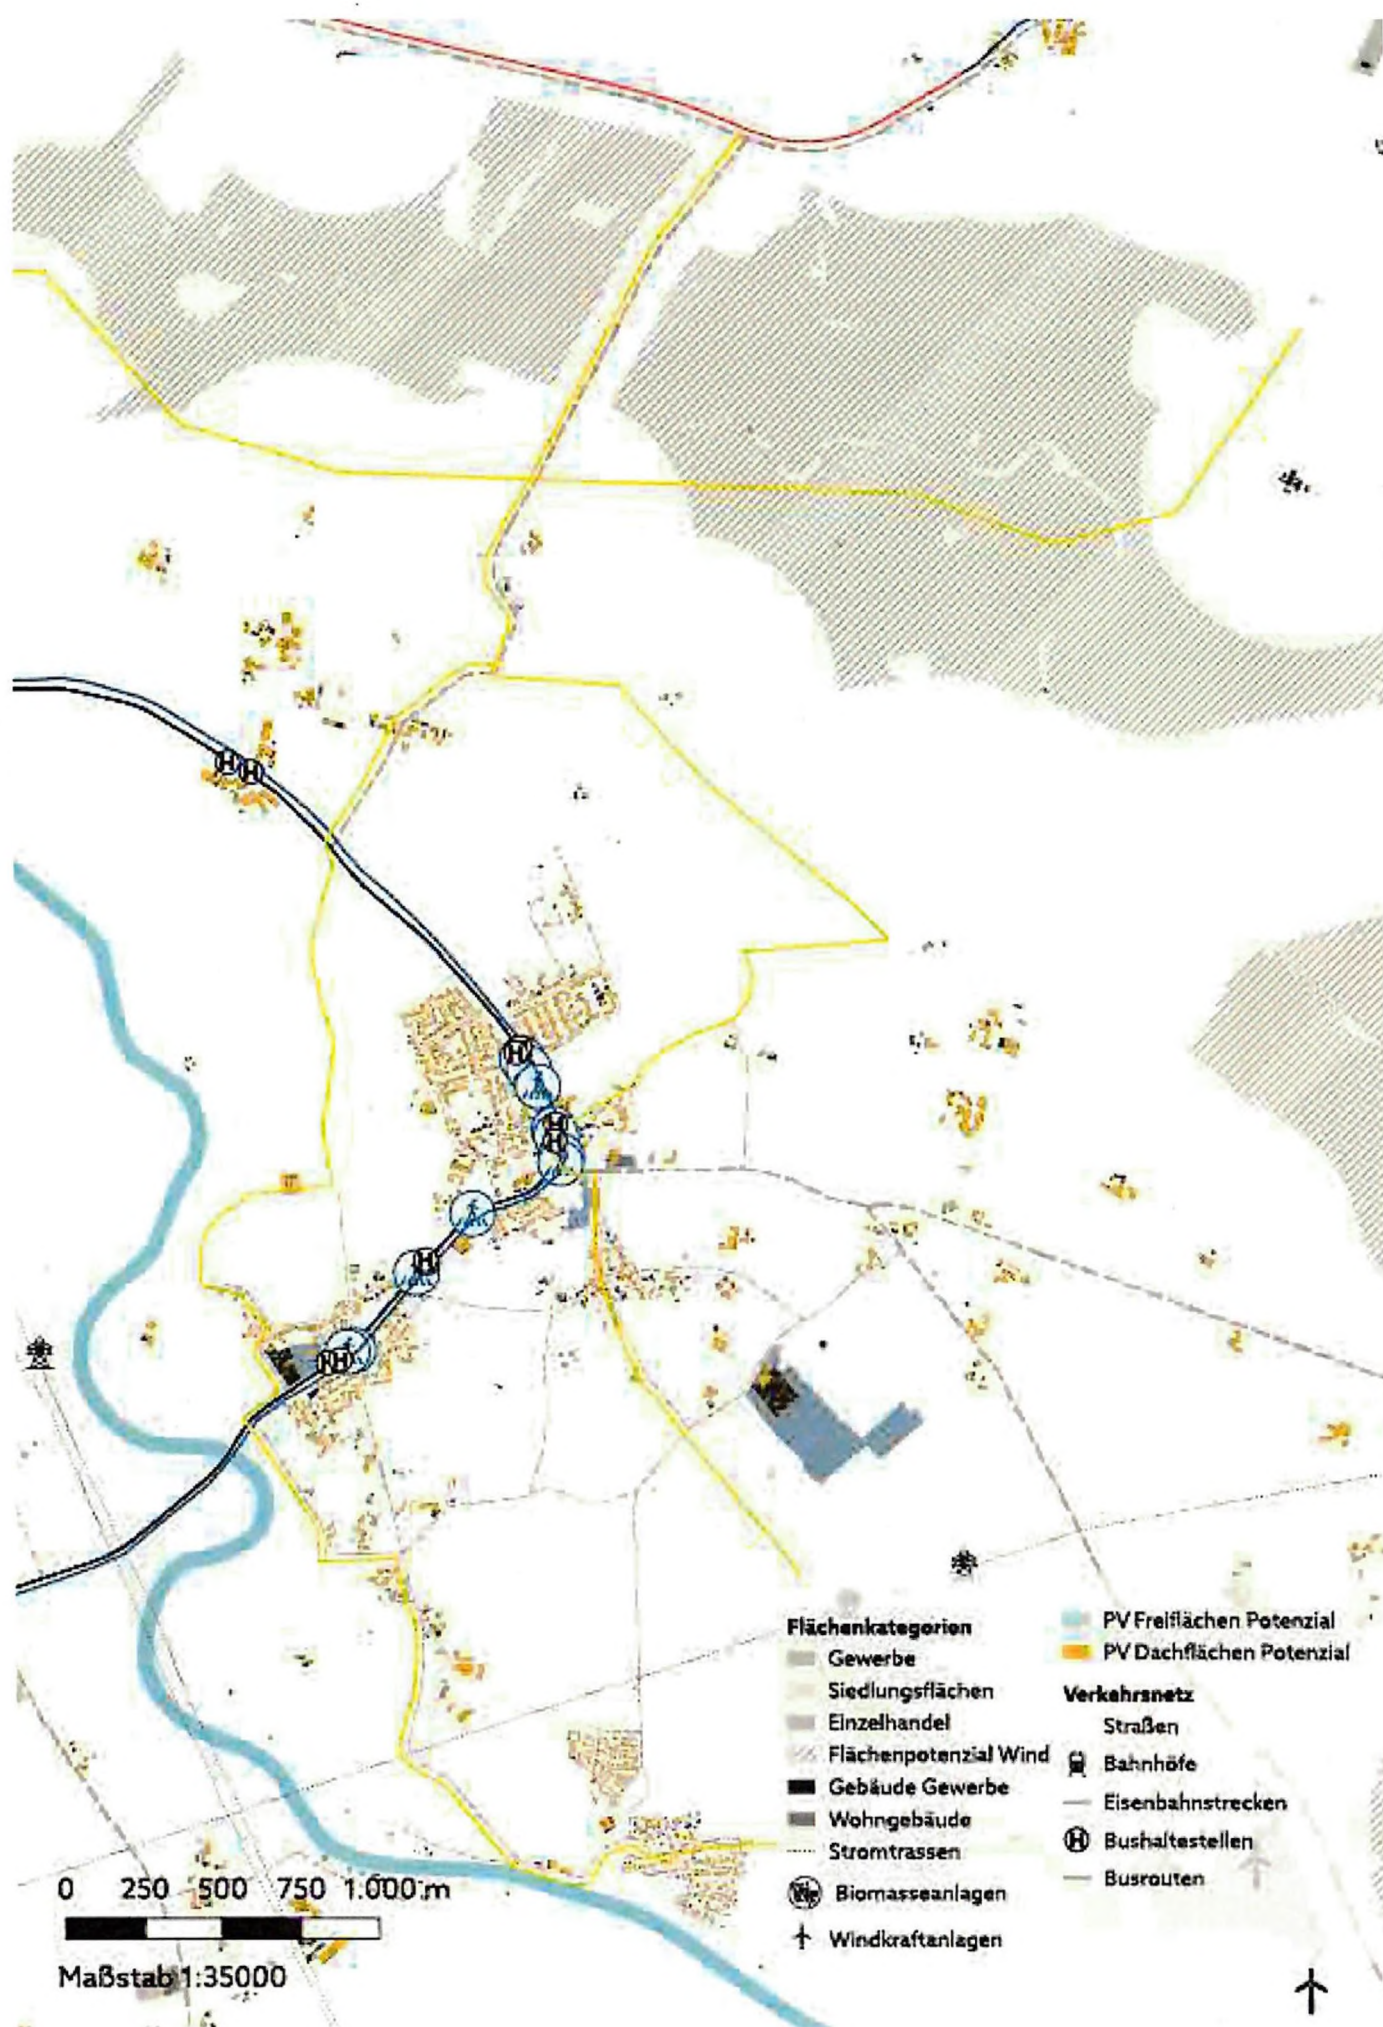 H
H
H
H
H
H
H
H
Flächenkategorien
Gewerbe
Siedlungsflächen
Einzelhandel
Flächenpotenzial Wind
Gebäude Gewerbe
Wohngebäude
Stromtrassen
Biomasseanlagen
Windkraftanlagen
PV Freiflächen Potenzial
PV Dachflächen Potenzial
Verkehrsnetz
Straßen
Bahnhöfe
Eisenbahnstrecken
H Bushaltestellen
Busrouten
0 250 500 750 1.000 m
Maßstab 1:35000